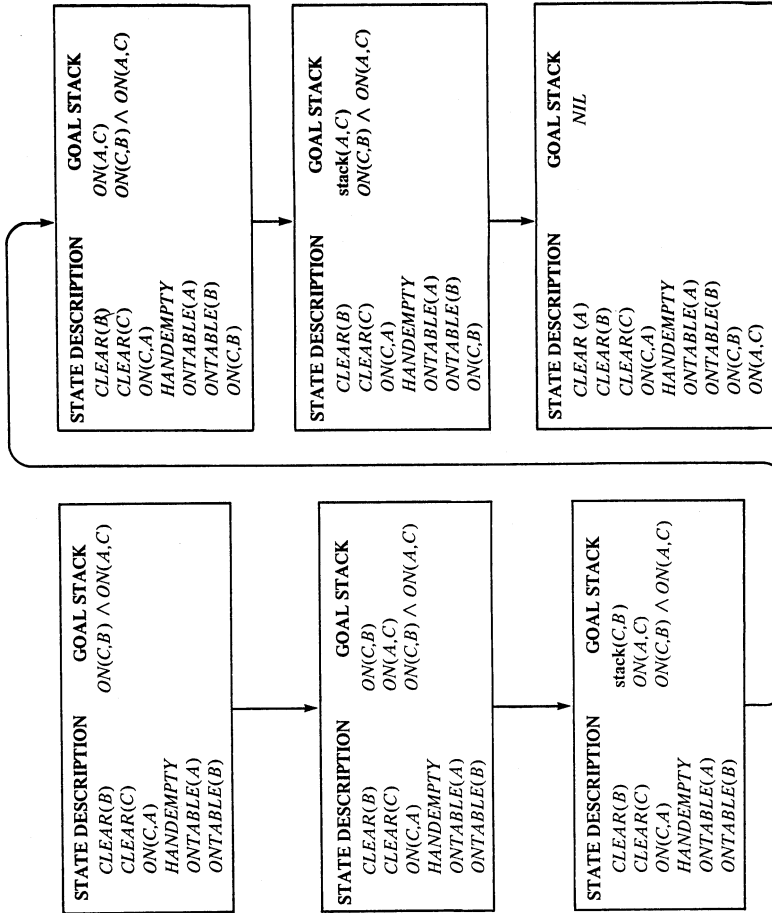 STATE DESCRIPTION
CLEAR(B)
CLEAR(C)
ON(C,A)
HANDEMPTY
ONTABLE(A)
ONTABLE(B)
GOAL STACK
ON(C,B) ∧ ON(A,C)
STATE DESCRIPTION
CLEAR(B)
CLEAR(C)
ON(C,A)
HANDEMPTY
ONTABLE(A)
ONTABLE(B)
GOAL STACK
ON(C,B)
ON(A,C)
ON(C,B) ∧ ON(A,C)
STATE DESCRIPTION
CLEAR(B)
CLEAR(C)
ON(C,A)
HANDEMPTY
ONTABLE(A)
ONTABLE(B)
GOAL STACK
stack(C,B)
ON(A,C)
ON(C,B) ∧ ON(A,C)
STATE DESCRIPTION
CLEAR(B)
CLEAR(C)
ON(C,A)
HANDEMPTY
ONTABLE(A)
ONTABLE(B)
ON(C,B)
GOAL STACK
ON(A,C)
ON(C,B) ∧ ON(A,C)
STATE DESCRIPTION
CLEAR(B)
CLEAR(C)
ON(C,A)
HANDEMPTY
ONTABLE(A)
ONTABLE(B)
ON(C,B)
GOAL STACK
stack(A,C)
ON(C,B) ∧ ON(A,C)
STATE DESCRIPTION
CLEAR (A)
CLEAR(B)
CLEAR(C)
ON(C,A)
HANDEMPTY
ONTABLE(A)
ONTABLE(B)
ON(C,B)
ON(A,C)
GOAL STACK
NIL